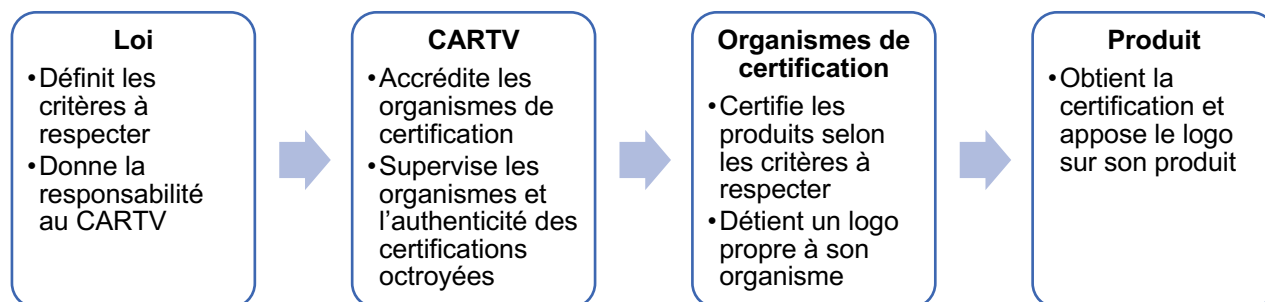 Loi
•Définit les
critères à
respecter
•Donne la
responsabilité
au CARTV
CARTV
•Accrédite les
organismes de
certification
•Supervise les
organismes et
l’authenticité des
certifications
octroyées
Organismes de
certification
•Certifie les
produits selon
les critères à
respecter
•Détient un logo
propre à son
organisme
Produit
•Obtient la
certification et
appose le logo
sur son produit